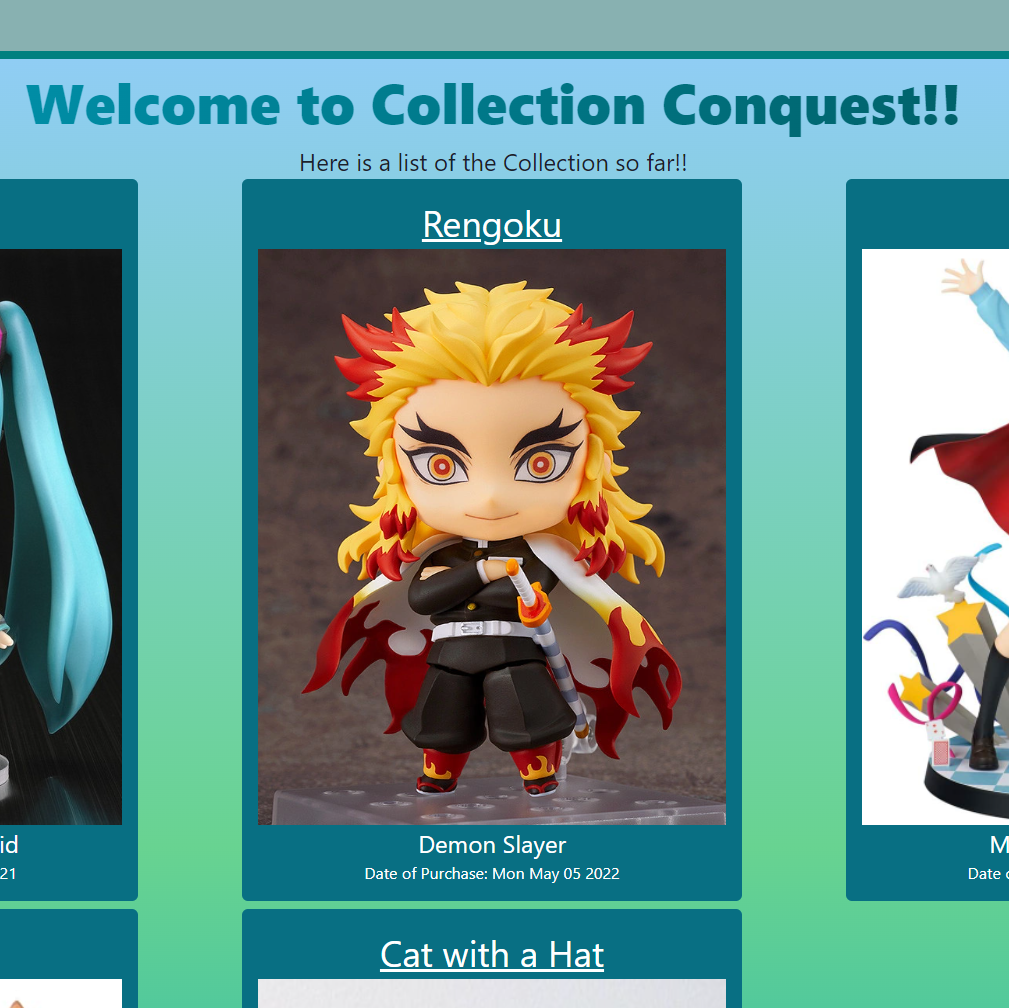 Welcome to Collection Conquest!!
Here is a list of the Collection so far!!
Rengoku
id
Demon Slayer
M
21
Date of Purchase: Mon May 05 2022
Date
Cat with a Hat